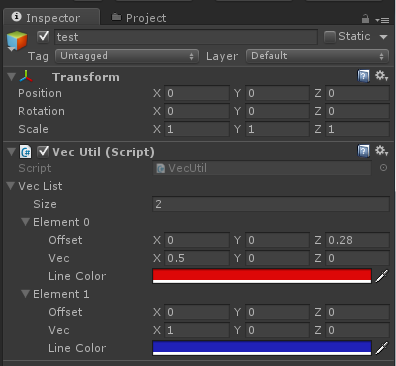 Inspector Project
test Static
Tag Untagged Layer Default
Transform
Position X 0 Y 0 Z 0
Rotation X 0 Y 0 Z 0
Scale X 1 Y 1 Z 1
Vec Util (Script)
Script VecUtil
Vec List
Size 2
Element 0
Offset X 0 Y 0 Z 0.28
Vec X 0.5 Y 0 Z 0
Line Color
Element 1
Offset X 0 Y 0 Z 0
Vec X 1 Y 0 Z 0
Line Color